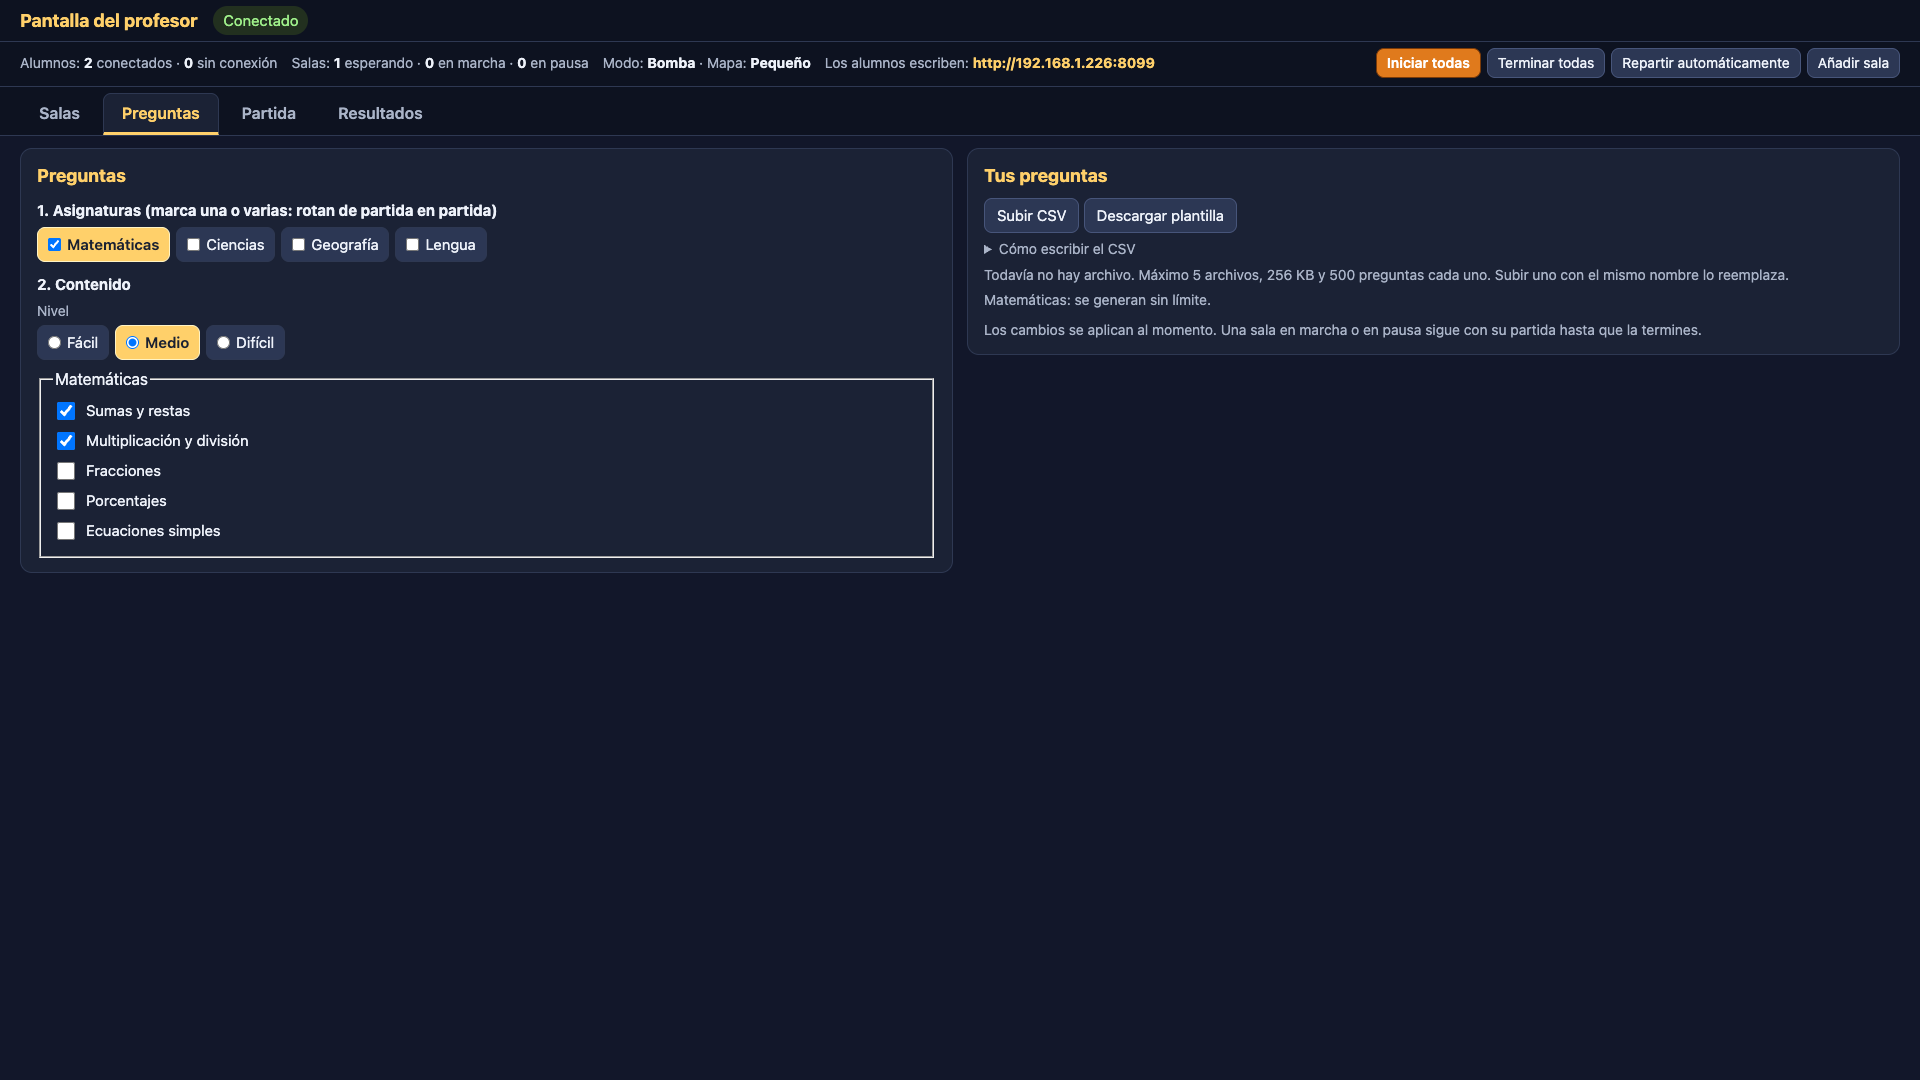 Pantalla del profesor Conectado
Alumnos: 2 conectados · 0 sin conexión Salas: 1 esperando · 0 en marcha · 0 en pausa Modo: Bomba · Mapa: Pequeño Los alumnos escriben: http://192.168.1.226:8099 Iniciar todas Terminar todas Repartir automáticamente Añadir sala
Salas Preguntas Partida Resultados
Preguntas
1. Asignaturas (marca una o varias: rotan de partida en partida)
Matemáticas Ciencias Geografía Lengua
2. Contenido
Nivel
Fácil Medio Difícil
Matemáticas
Sumas y restas
Multiplicación y división
Fracciones
Porcentajes
Ecuaciones simples
Tus preguntas
Subir CSV Descargar plantilla
Cómo escribir el CSV
Todavía no hay archivo. Máximo 5 archivos, 256 KB y 500 preguntas cada uno. Subir uno con el mismo nombre lo reemplaza.
Matemáticas: se generan sin límite.
Los cambios se aplican al momento. Una sala en marcha o en pausa sigue con su partida hasta que la termines.